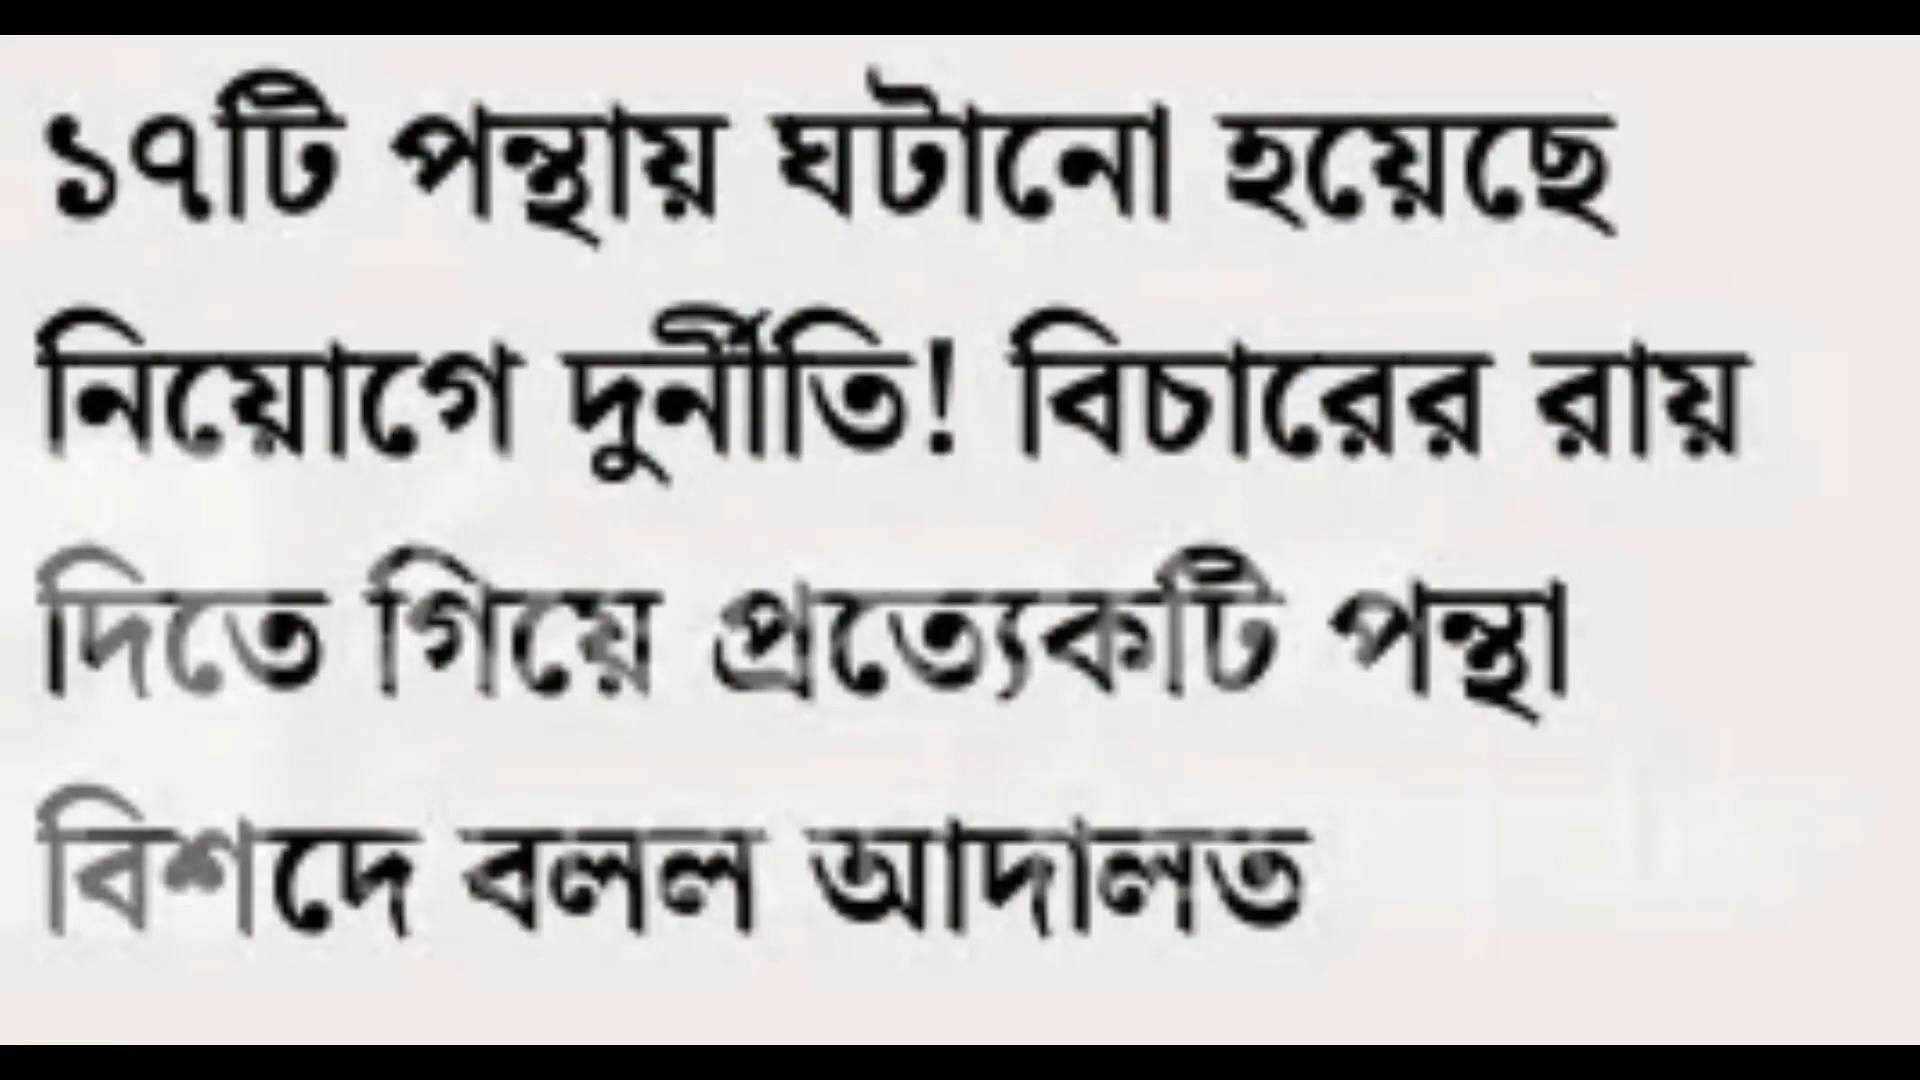 ১৭টি পন্থায় ঘটানো হয়েছে
নিয়োগে দুর্নীতি! বিচারের রায়
দিতে গিয়ে প্রত্যেকটি পন্থা
বিশদে বলল আদালত